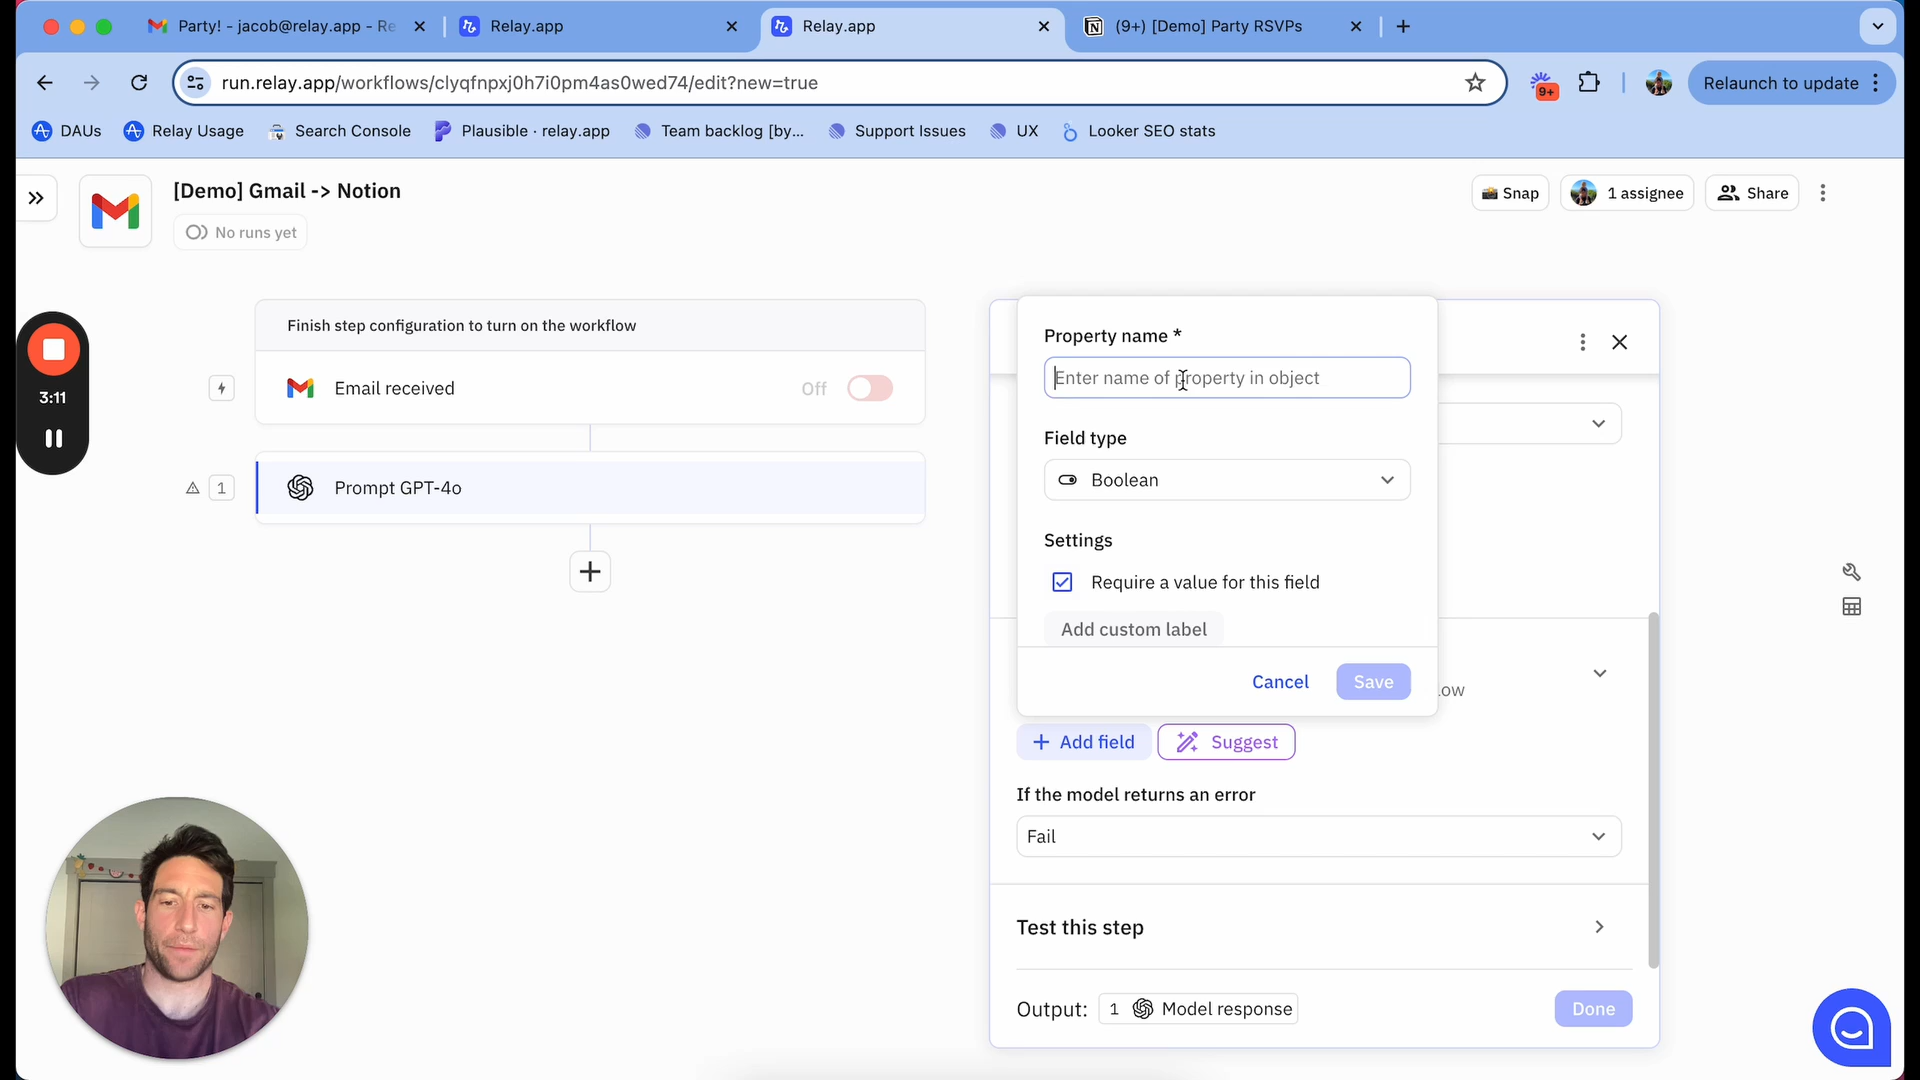 Party! - jacob@relay.app - Re
Relay.app
Relay.app
(9+) [Demo] Party RSVPs
run.relay.app/workflows/clyqfnpxj0h7i0pm4as0wed74/edit?new=true
9+
Relaunch to update
DAUs
Relay Usage
Search Console
Plausible · relay.app
Team backlog [by...
Support Issues
UX
Looker SEO stats
[Demo] Gmail -> Notion
No runs yet
Snap
1 assignee
Share
3:11
Finish step configuration to turn on the workflow
Email received
Off
1
Prompt GPT-4o
Property name *
Enter name of property in object
Field type
Boolean
Settings
Require a value for this field
Add custom label
Cancel
Save
low
Add field
Suggest
If the model returns an error
Fail
Test this step
Output:
1 Model response
Done